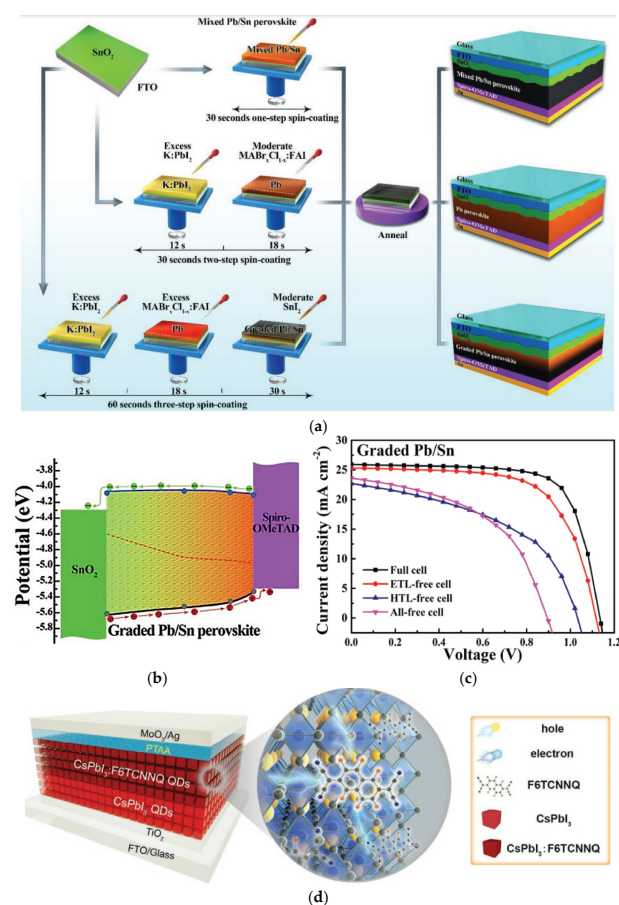 Mixed Pb/Sn perovskite
SnO₂
Mixed Pb/Sn
FTO
30 seconds one-step spin-coating
Excess
K:PbI₂
Moderate
MABrₓCl₁₋ₓ:FAI
K:PbI₂
Pb
12 s
18 s
30 seconds two-step spin-coating
Anneal
Excess
K:PbI₂
Excess
MABrₓCl₁₋ₓ:FAI
Moderate
SnI₂
K:PbI₂
Pb
Graded Pb/Sn
12 s
18 s
30 s
60 seconds three-step spin-coating
Glass
FTO
SnO₂
Mixed Pb/Sn perovskite
Spiro-OMeTAD
Glass
FTO
SnO₂
Pb perovskite
Spiro-OMeTAD
Au
Glass
FTO
SnO₂
Graded Pb/Sn perovskite
Spiro-OMeTAD
Au
(a)
Potential (eV)
-3.8
-4.0
-4.2
-4.4
-4.6
-4.8
-5.0
-5.2
-5.4
-5.6
SnO₂
Spiro-
OMeTAD
Graded Pb/Sn perovskite
(b)
Graded Pb/Sn
Current density (mA cm⁻²)
30
25
20
15
10
5
0
Full cell
ETL-free cell
HTL-free cell
All-free cell
0.0 0.2 0.4 0.6 0.8 1.0 1.2
Voltage (V)
(c)
MoO₃/Ag
PTAA
CsPbI₃:F6TCNNQ QDs
CsPbI₃ QDs
TiO₂
FTO/Glass
hole
electron
F6TCNNQ
CsPbI₃
CsPbI₃:F6TCNNQ
(d)